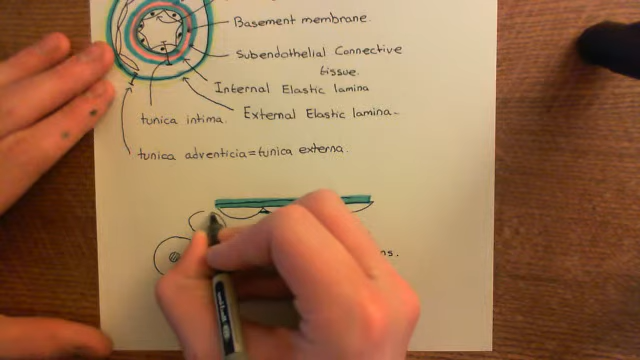 Basement membrane.
Subendothelial Connective
tissue.
Internal Elastic lamina
tunica intima. External Elastic lamina.
tunica adventicia = tunica externa.